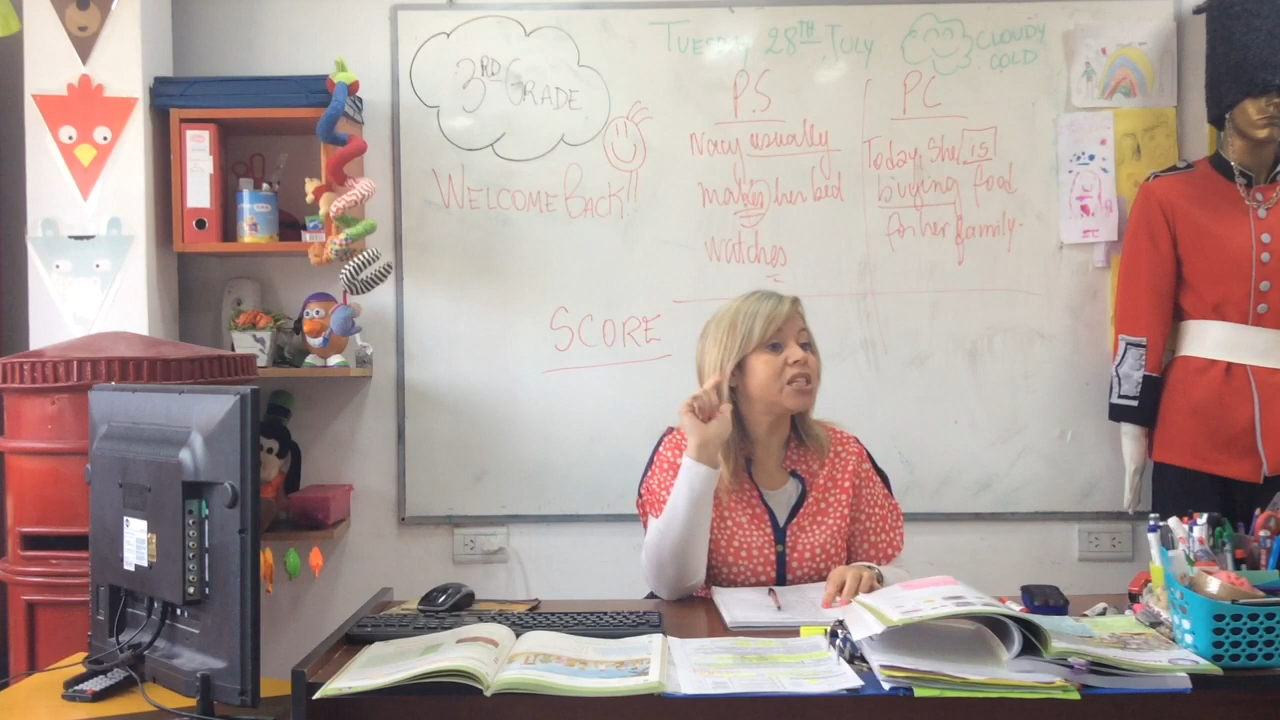 TUESDAY 28TH JULY
CLOUDY
COLD
3RD GRADE
WELCOME BACK!!
P.S
Nacy usually
makes her bed
watches
PC
Today, She is
buying food
for her family.
SCORE